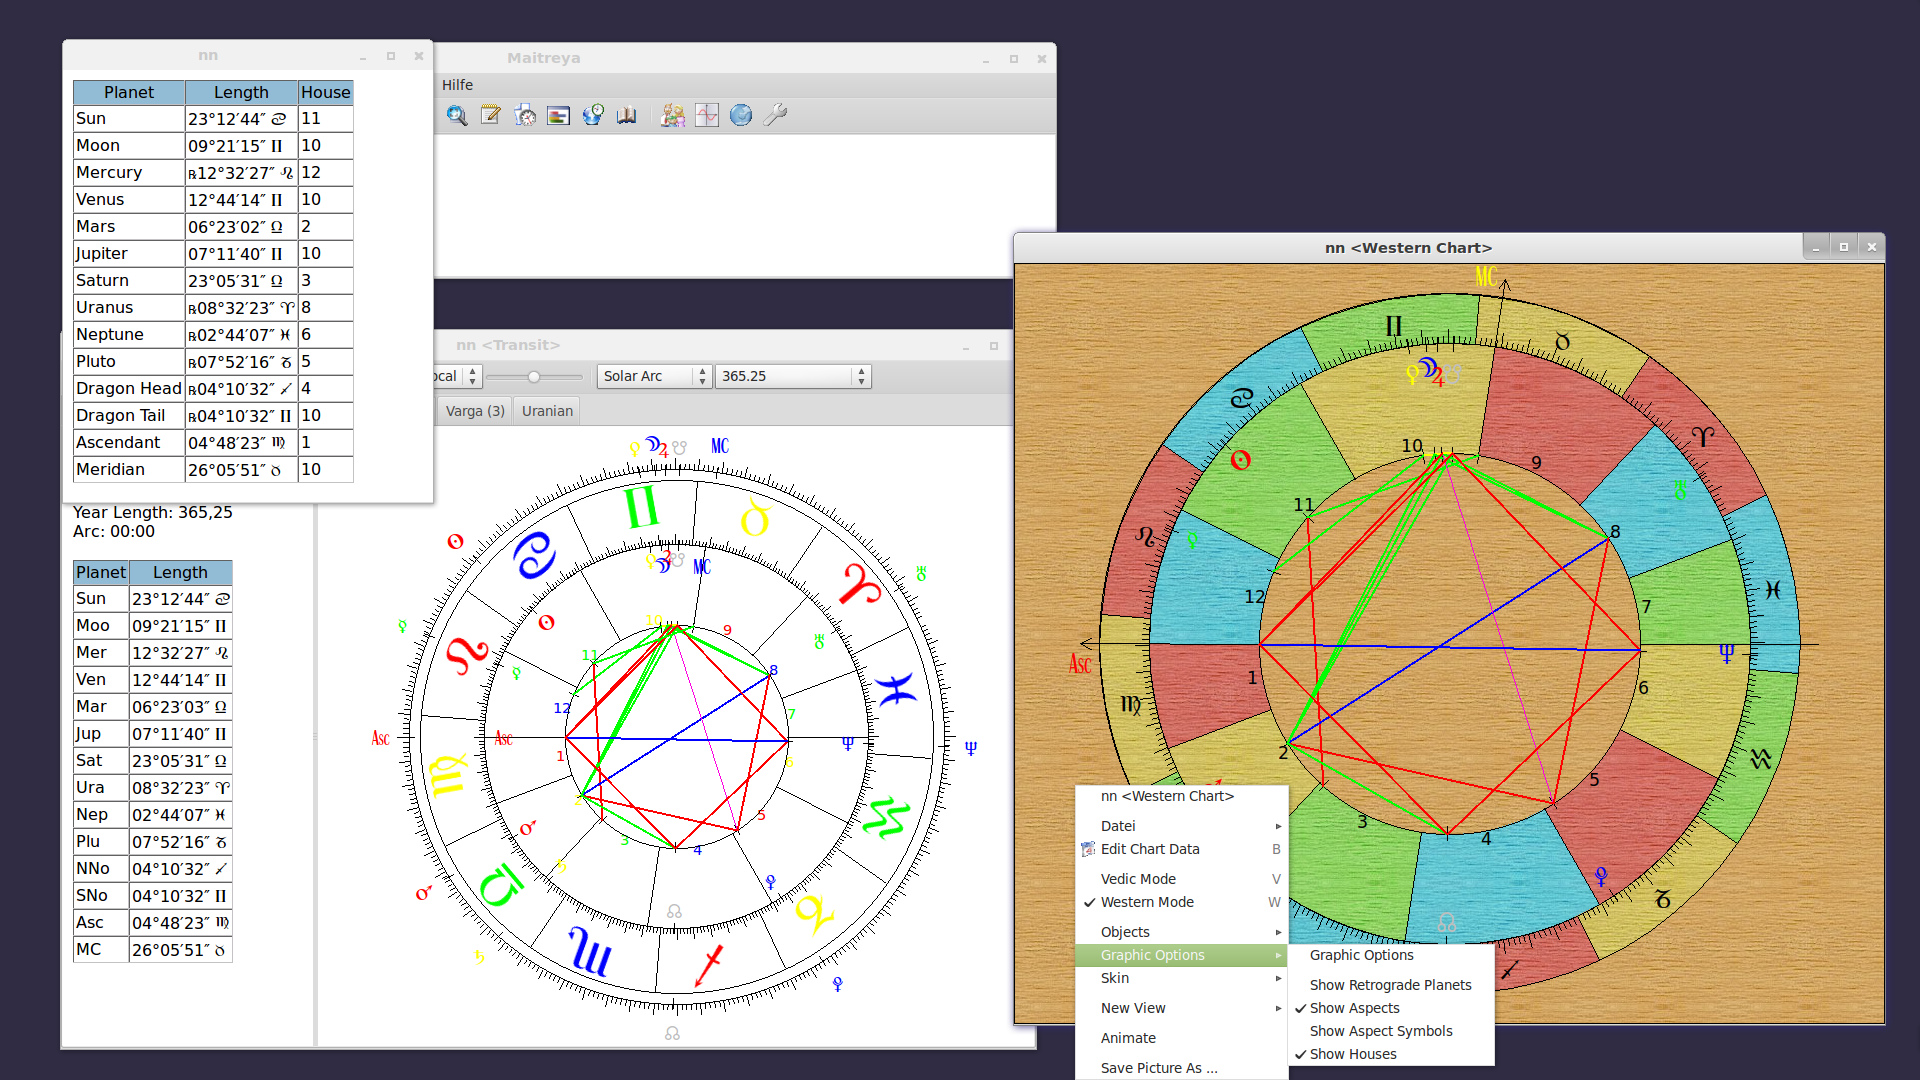 nn
Planet Length House
Sun 23°12′44″ ♋ 11
Moon 09°21′15″ ♊ 10
Mercury ℞12°32′27″ ♌ 12
Venus 12°44′14″ ♊ 10
Mars 06°23′02″ ♎ 2
Jupiter 07°11′40″ ♊ 10
Saturn 23°05′31″ ♎ 3
Uranus ℞08°32′23″ ♈ 8
Neptune ℞02°44′07″ ♓ 6
Pluto ℞07°52′16″ ♑ 5
Dragon Head ℞04°10′32″ ♐ 4
Dragon Tail ℞04°10′32″ ♊ 10
Ascendant 04°48′23″ ♍ 1
Meridian 26°05′51″ ♉ 10
Maitreya
Hilfe
nn <Transit>
ocal Solar Arc 365.25
Varga (3) Uranian
Year Length: 365,25
Arc: 00:00
Planet Length
Sun 23°12′44″ ♋
Moo 09°21′15″ ♊
Mer 12°32′27″ ♌
Ven 12°44′14″ ♊
Mar 06°23′03″ ♎
Jup 07°11′40″ ♊
Sat 23°05′31″ ♎
Ura 08°32′23″ ♈
Nep 02°44′07″ ♓
Plu 07°52′16″ ♑
NNo 04°10′32″ ♐
SNo 04°10′32″ ♊
Asc 04°48′23″ ♍
MC 26°05′51″ ♉
MC
MC
10 9
11 8
12 7
Asc Asc
1 6
2 5
3 4
nn <Western Chart>
MC
10 9
11 8
12 7
Asc
1 6
2 5
3 4
nn <Western Chart>
Datei
Edit Chart Data B
Vedic Mode V
Western Mode W
Objects
Graphic Options
Skin
New View
Animate
Save Picture As ...
Graphic Options
Show Retrograde Planets
Show Aspects
Show Aspect Symbols
Show Houses